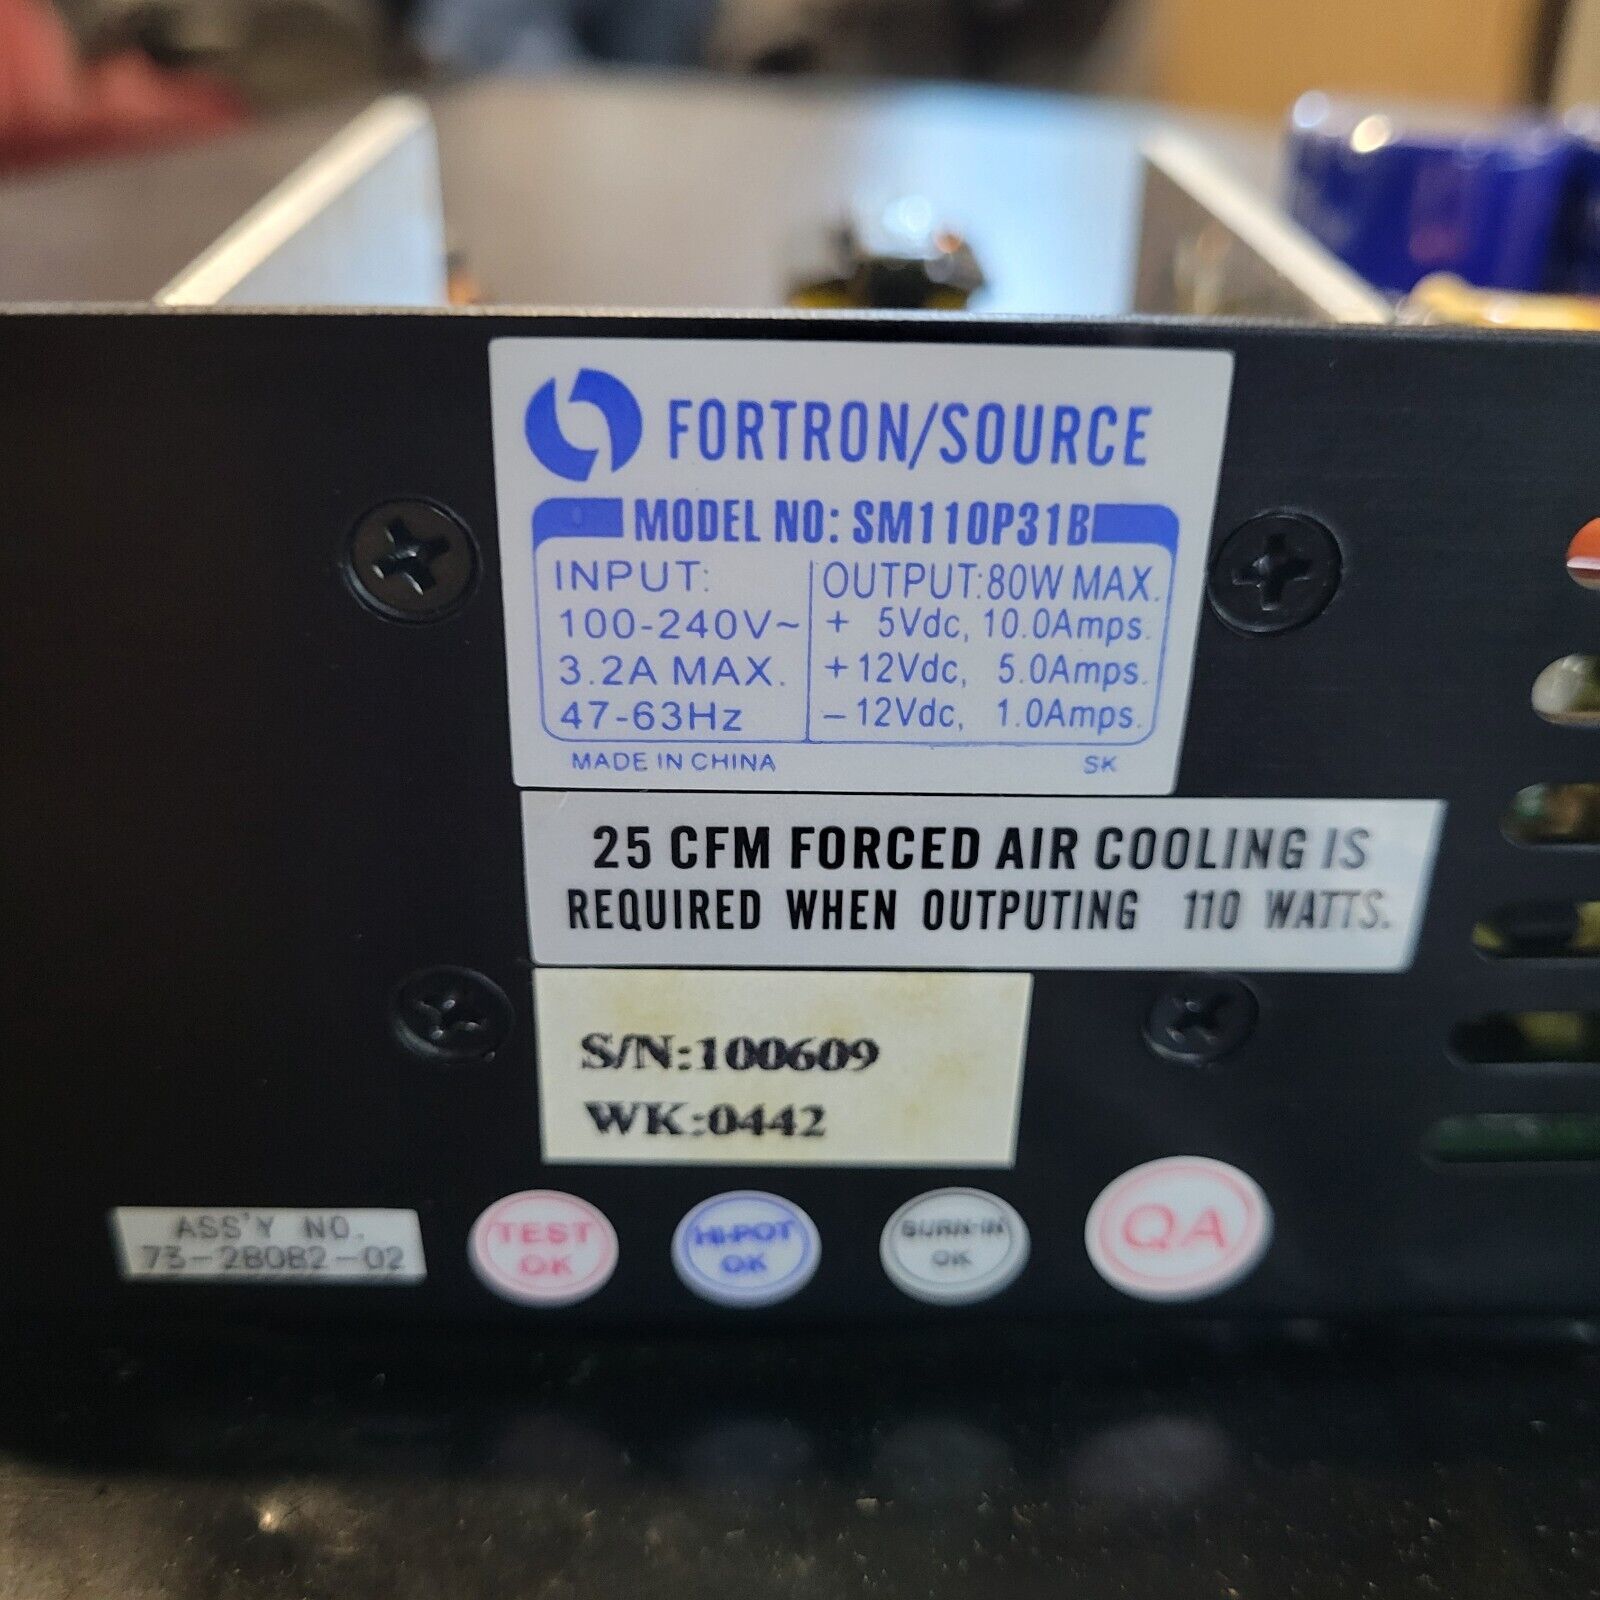 FORTRON/SOURCE
MODEL NO: SM110P31B
INPUT:
100-240V~
3.2A MAX.
47-63Hz
OUTPUT:80W MAX.
+ 5Vdc, 10.0Amps.
+12Vdc, 5.0Amps.
-12Vdc, 1.0Amps.
MADE IN CHINA SK
25 CFM FORCED AIR COOLING IS
REQUIRED WHEN OUTPUTING 110 WATTS.
S/N:100609
WK:0442
ASS'Y NO.
73-28082-02
TEST
OK
HI-POT
OK
BURN-IN
OK
QA